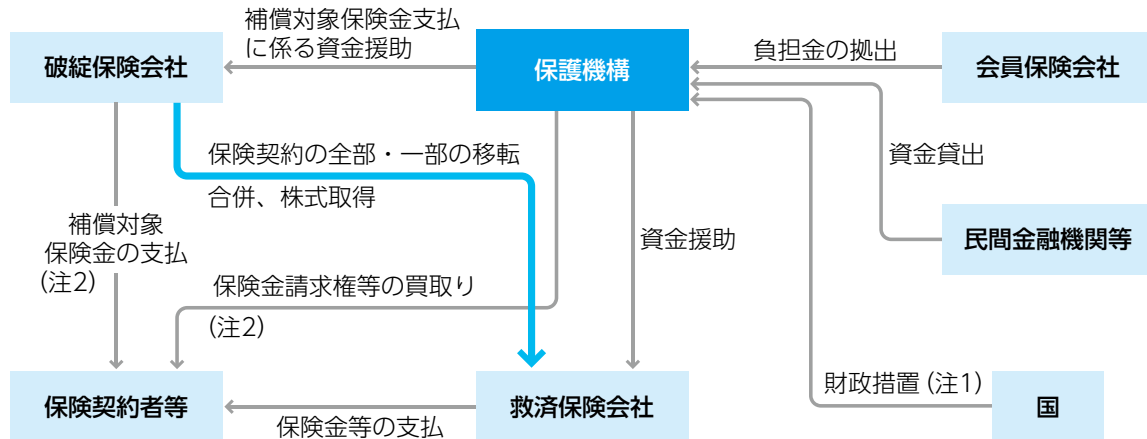 補償対象保険金支払
に係る資金援助
破綻保険会社
保護機構
負担金の拠出
会員保険会社
保険契約の全部・一部の移転
合併、株式取得
資金貸出
補償対象
保険金の支払
(注2)
資金援助
民間金融機関等
保険金請求権等の買取り
(注2)
財政措置 (注1)
保険契約者等
保険金等の支払
救済保険会社
国